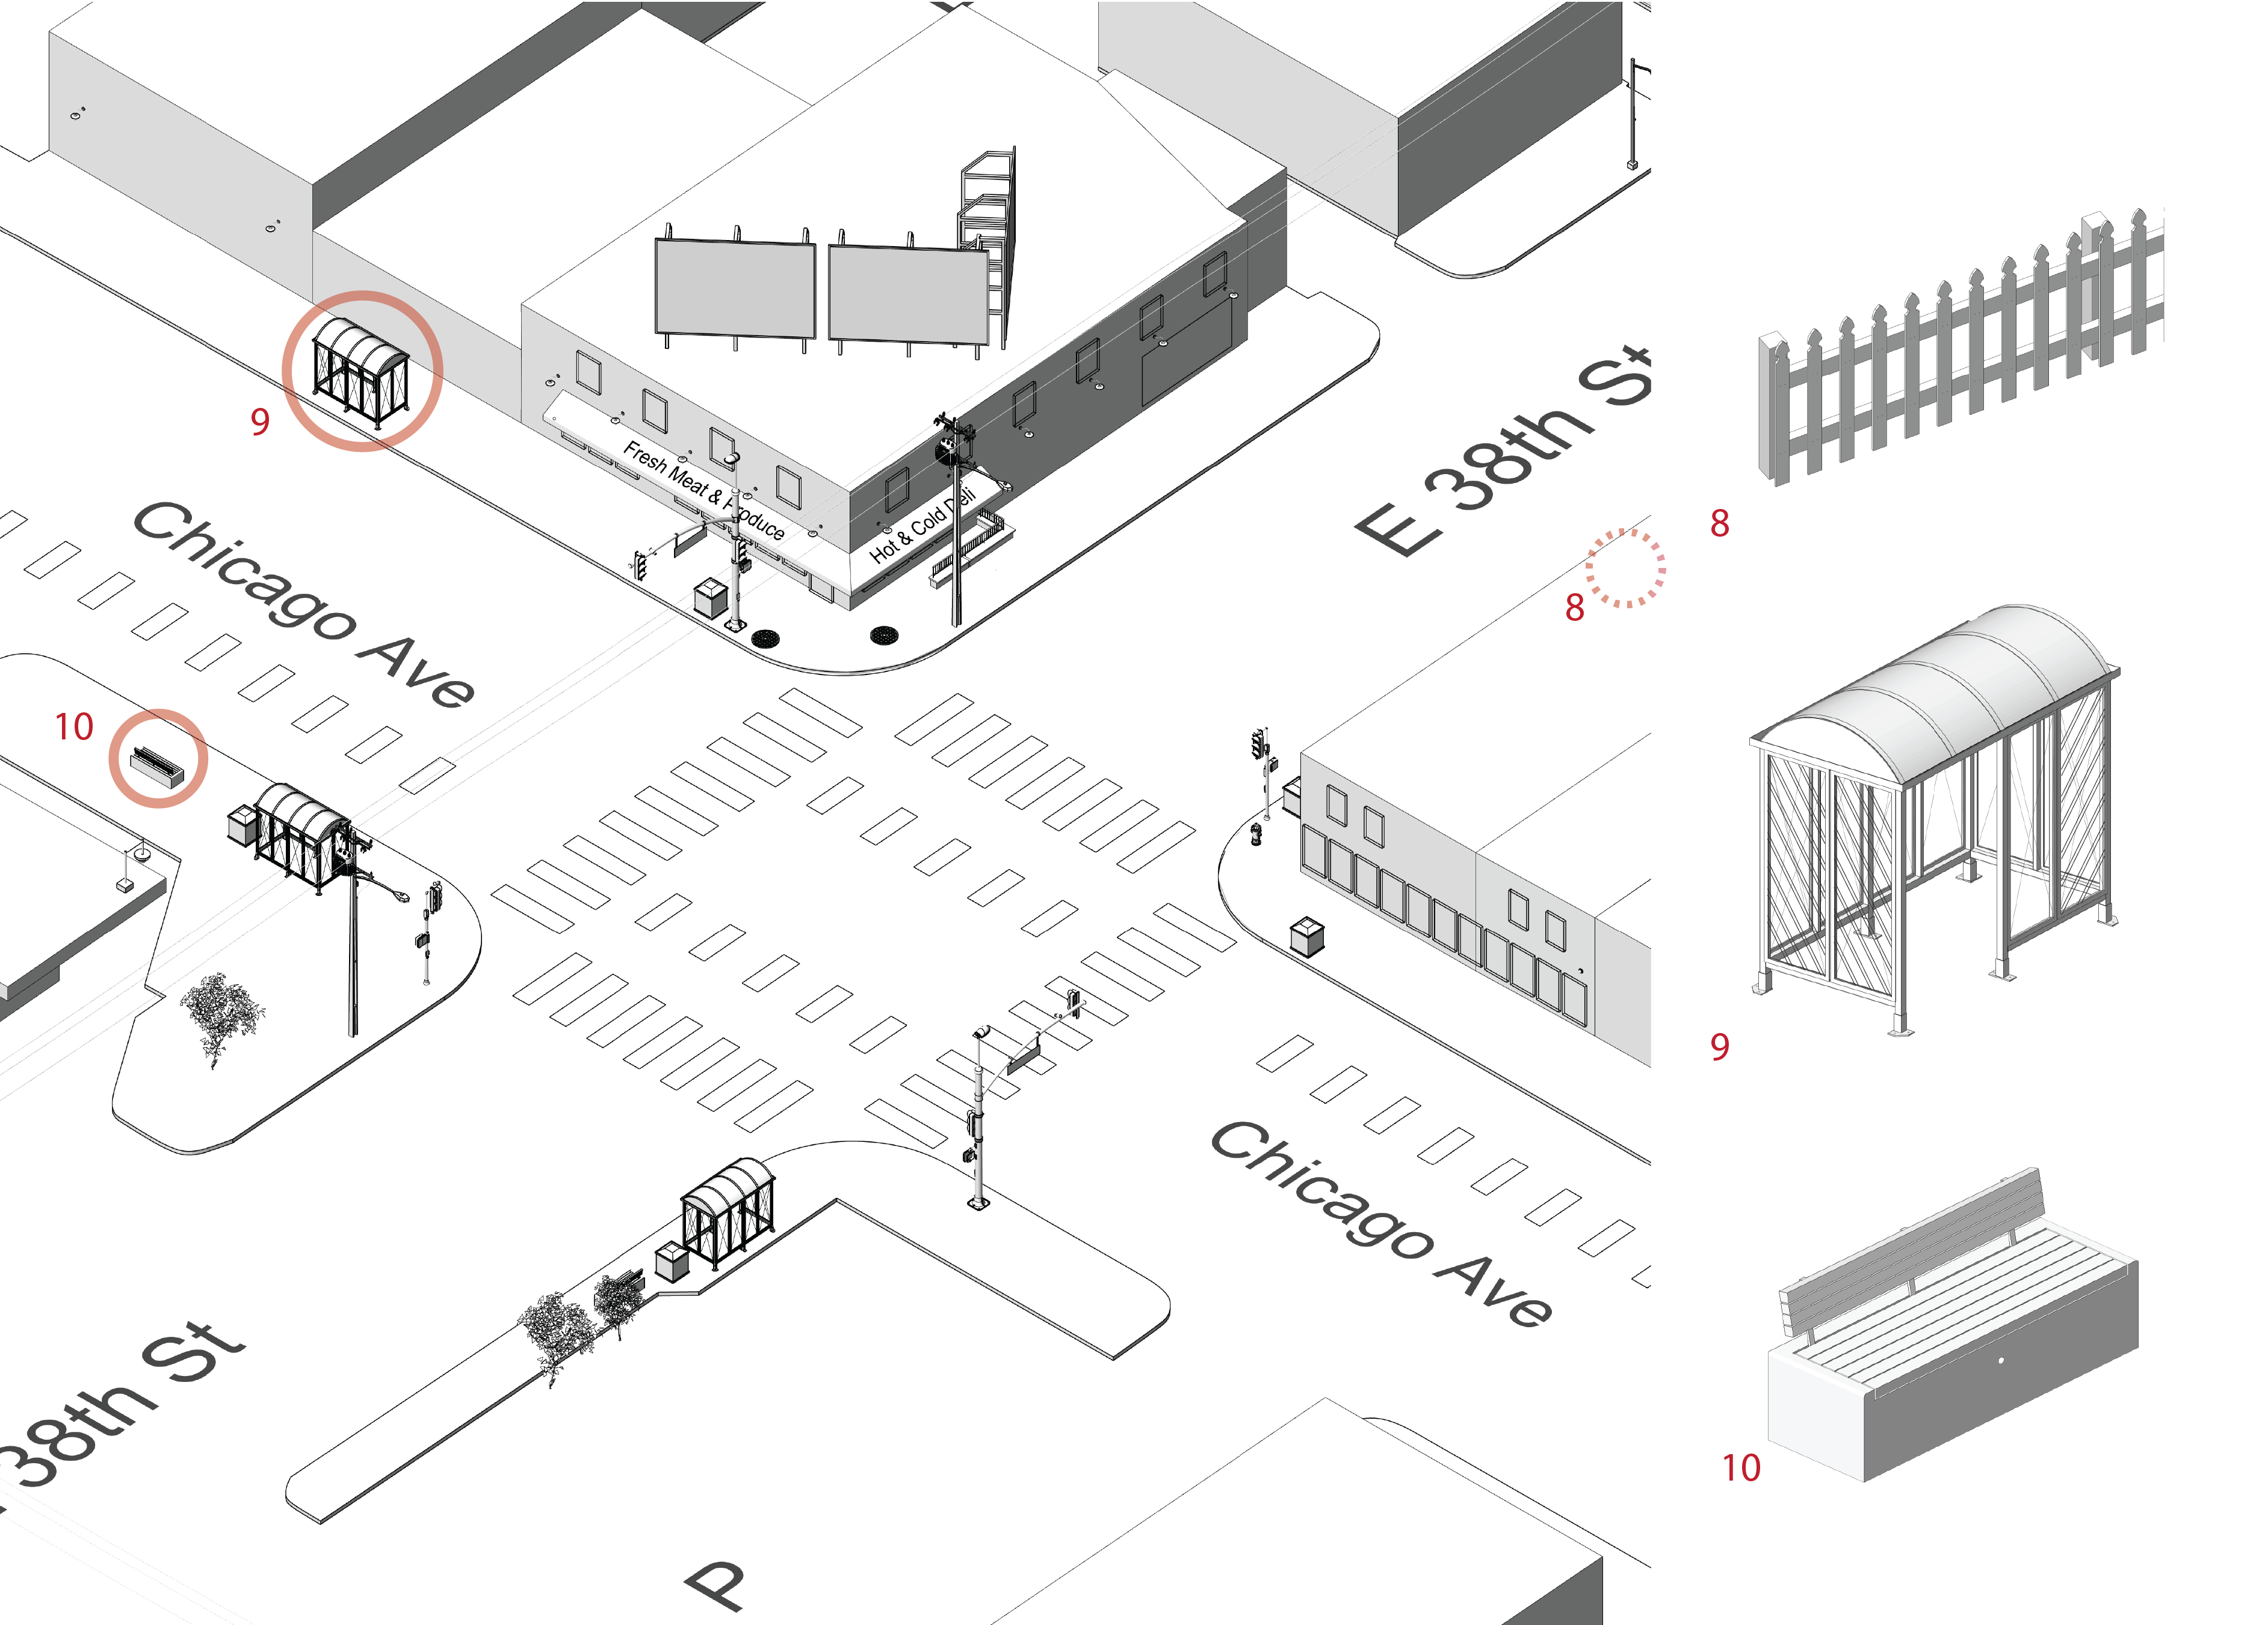 9
Chicago Ave
Fresh Meat & Produce
Hot & Cold Deli
E 38th St
8
10
Chicago Ave
38th St
P
8
9
10